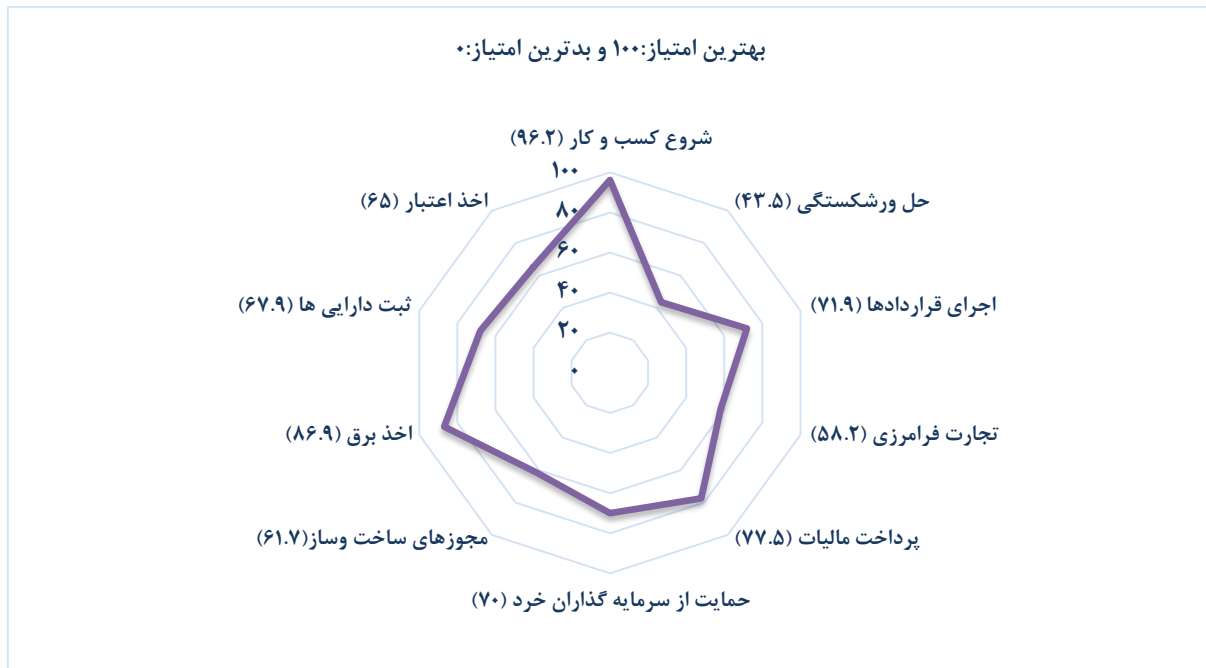 بهترین امتیاز:۱۰۰ و بدترین امتیاز:۰
شروع کسب و کار (۹۶.۲)
حل ورشکستگی (۴۳.۵)
اجرای قراردادها (۷۱.۹)
تجارت فرامرزی (۵۸.۲)
پرداخت مالیات (۷۷.۵)
حمایت از سرمایه گذاران خرد (۷۰)
مجوزهای ساخت وساز(۶۱.۷)
اخذ برق (۸۶.۹)
ثبت دارایی ها (۶۷.۹)
اخذ اعتبار (۶۵)
۱۰۰
۸۰
۶۰
۴۰
۲۰
۰